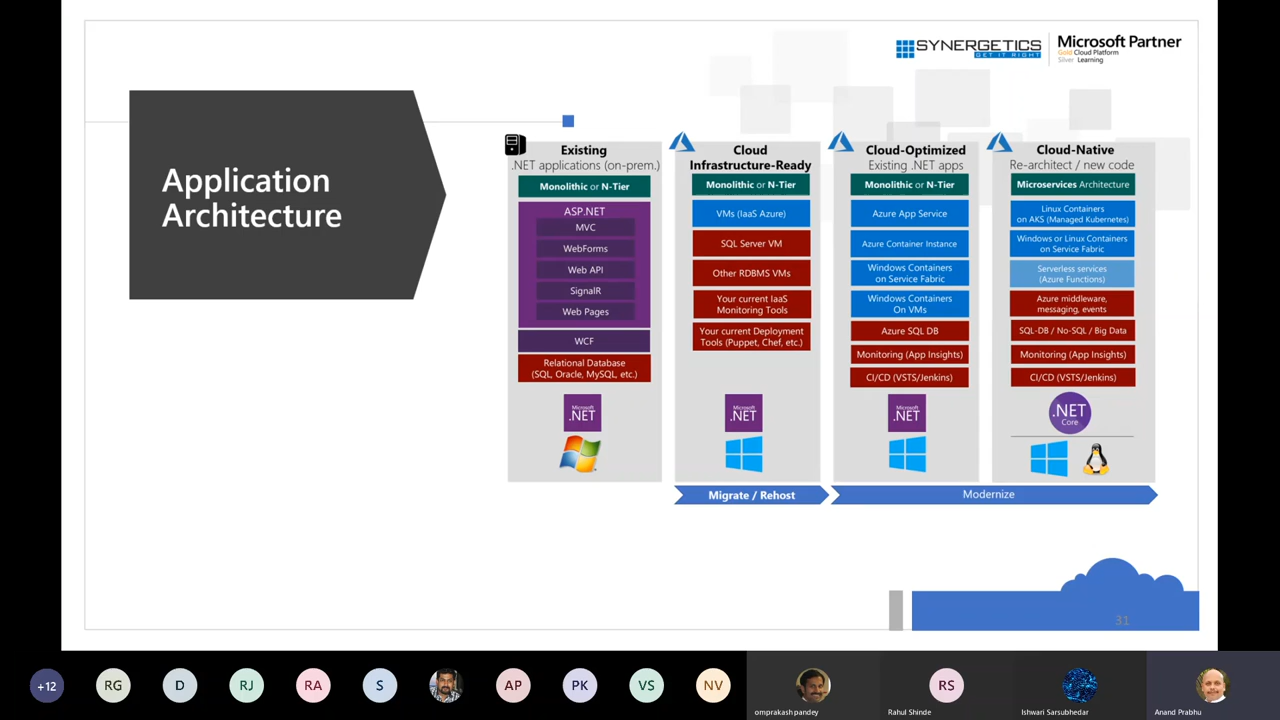 SYNERGETICS
GET IT RIGHT
Microsoft Partner
Gold Cloud Platform
Silver Learning
Application
Architecture
Existing
.NET applications (on-prem.)
Monolithic or N-Tier
ASP.NET
MVC
WebForms
Web API
SignalR
Web Pages
WCF
Relational Database
(SQL, Oracle, MySQL, etc.)
Microsoft
.NET
Cloud
Infrastructure-Ready
Monolithic or N-Tier
VMs (IaaS Azure)
SQL Server VM
Other RDBMS VMs
Your current IaaS
Monitoring Tools
Your current Deployment
Tools (Puppet, Chef, etc.)
Microsoft
.NET
Cloud-Optimized
Existing .NET apps
Monolithic or N-Tier
Azure App Service
Azure Container Instance
Windows Containers
on Service Fabric
Windows Containers
On VMs
Azure SQL DB
Monitoring (App Insights)
CI/CD (VSTS/Jenkins)
Microsoft
.NET
Cloud-Native
Re-architect / new code
Microservices Architecture
Linux Containers
on AKS (Managed Kubernetes)
Windows or Linux Containers
on Service Fabric
Serverless services
(Azure Functions)
Azure middleware,
messaging, events
SQL-DB / No-SQL / Big Data
Monitoring (App Insights)
CI/CD (VSTS/Jenkins)
.NET
Core
Migrate / Rehost
Modernize
31
+12
RG
D
RJ
RA
S
AP
PK
VS
NV
omprakash pandey
RS
Rahul Shinde
Ishwari Sarsubhedar
Anand Prabhu